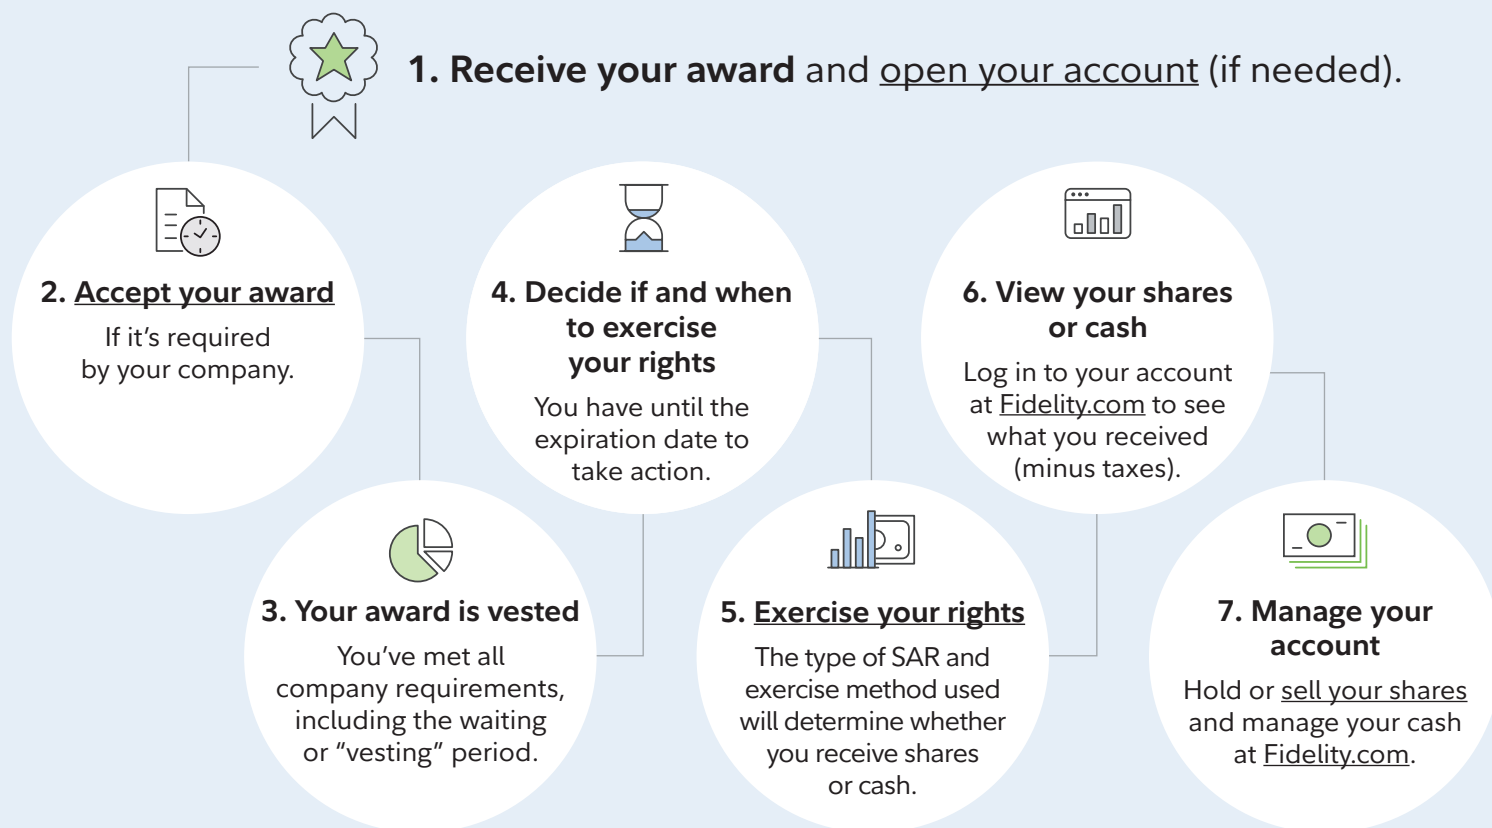 1. Receive your award and open your account (if needed).
2. Accept your award
If it’s required
by your company.
3. Your award is vested
You’ve met all
company requirements,
including the waiting
or “vesting” period.
4. Decide if and when
to exercise
your rights
You have until the
expiration date to
take action.
5. Exercise your rights
The type of SAR and
exercise method used
will determine whether
you receive shares
or cash.
6. View your shares
or cash
Log in to your account
at Fidelity.com to see
what you received
(minus taxes).
7. Manage your
account
Hold or sell your shares
and manage your cash
at Fidelity.com.